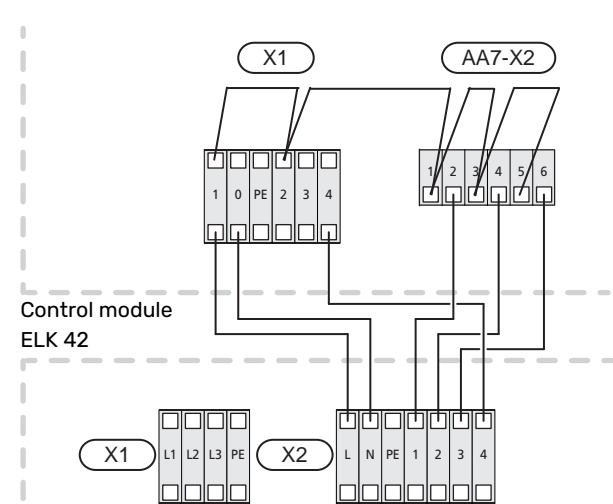 X1 AA7-X2
1 0 PE 2 3 4 1 2 3 4 5 6
Control module
ELK 42
X1 L1 L2 L3 PE X2 L N PE 1 2 3 4